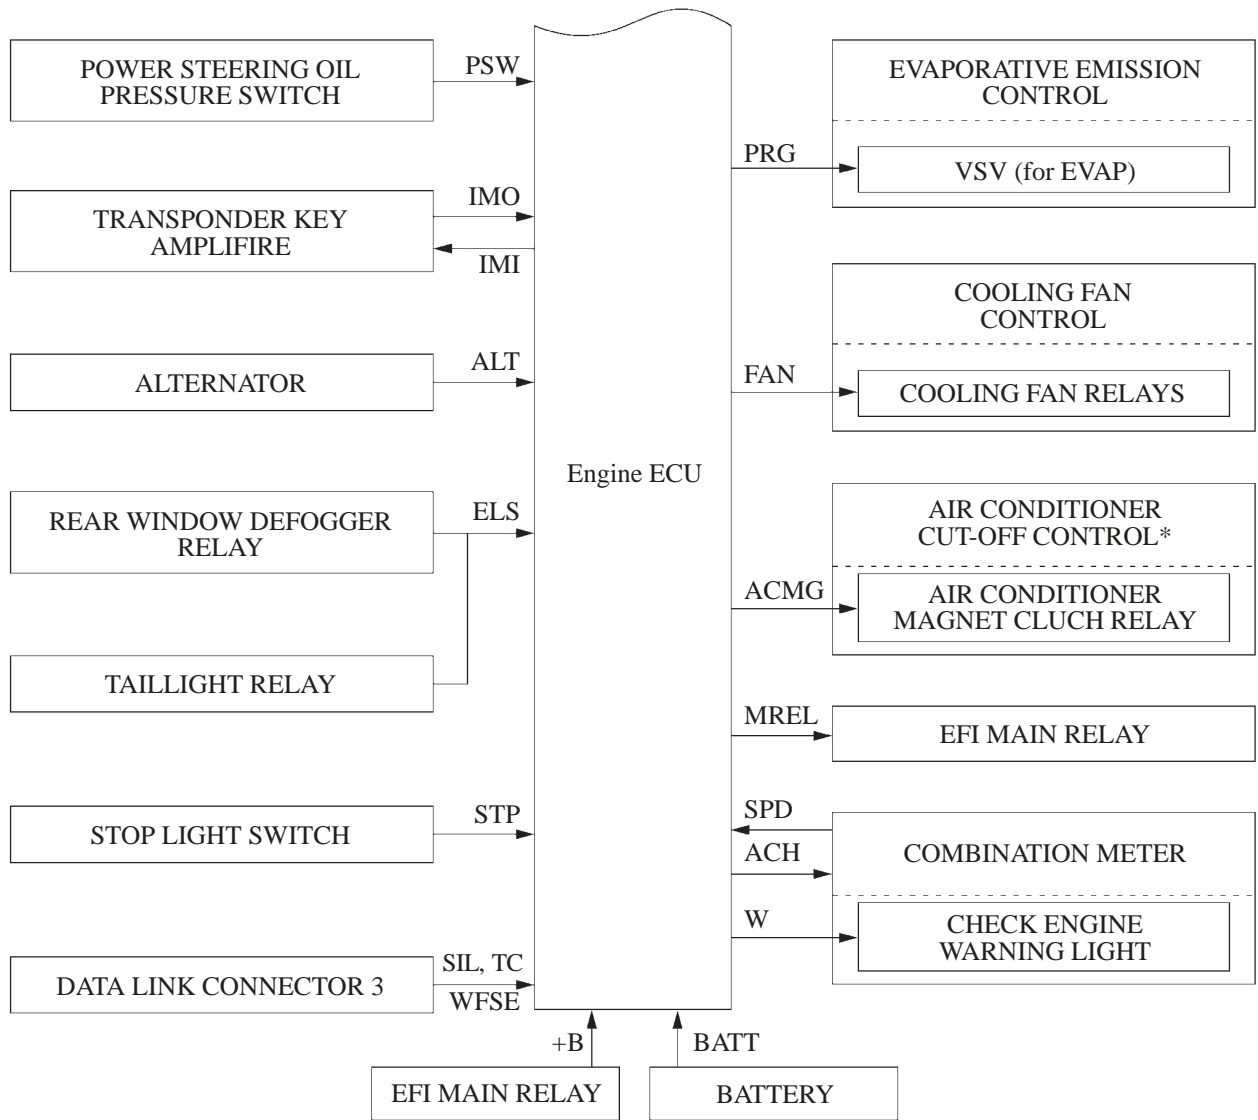 POWER STEERING OIL
PRESSURE SWITCH
PSW
TRANSPONDER KEY
AMPLIFIRE
IMO
IMI
ALTERNATOR
ALT
REAR WINDOW DEFOGGER
RELAY
ELS
TAILLIGHT RELAY
STOP LIGHT SWITCH
STP
DATA LINK CONNECTOR 3
SIL, TC
WFSE
Engine ECU
EVAPORATIVE EMISSION
CONTROL
PRG
VSV (for EVAP)
COOLING FAN
CONTROL
FAN
COOLING FAN RELAYS
AIR CONDITIONER
CUT-OFF CONTROL*
ACMG
AIR CONDITIONER
MAGNET CLUCH RELAY
MREL
EFI MAIN RELAY
SPD
ACH
COMBINATION METER
W
CHECK ENGINE
WARNING LIGHT
+B
BATT
EFI MAIN RELAY
BATTERY